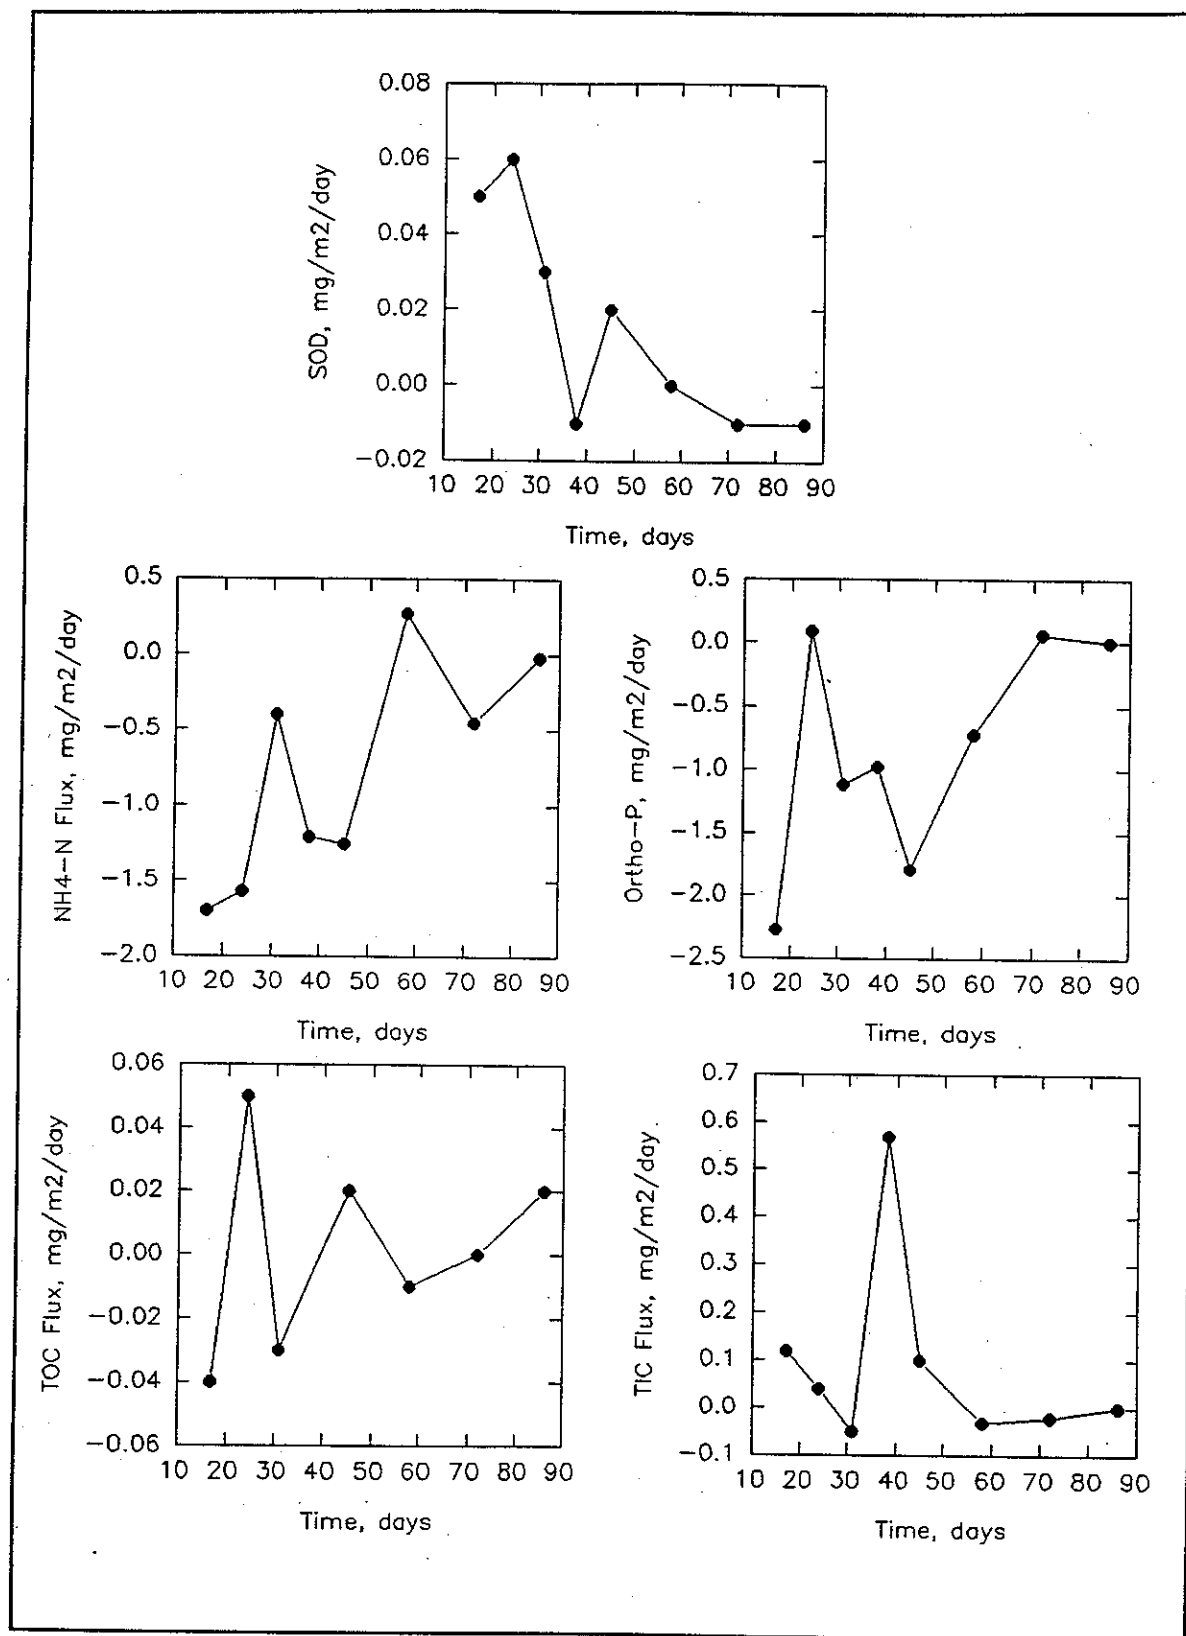 SOD, mg/m2/day
0.08
0.06
0.04
0.02
0.00
−0.02
10 20 30 40 50 60 70 80 90
Time, days
NH4−N Flux, mg/m2/day
0.5
0.0
−0.5
−1.0
−1.5
−2.0
10 20 30 40 50 60 70 80 90
Time, days
Ortho−P, mg/m2/day
0.5
0.0
−0.5
−1.0
−1.5
−2.0
−2.5
10 20 30 40 50 60 70 80 90
Time, days
TOC Flux, mg/m2/day
0.06
0.04
0.02
0.00
−0.02
−0.04
−0.06
10 20 30 40 50 60 70 80 90
Time, days
TIC Flux, mg/m2/day
0.7
0.6
0.5
0.4
0.3
0.2
0.1
0.0
−0.1
10 20 30 40 50 60 70 80 90
Time, days